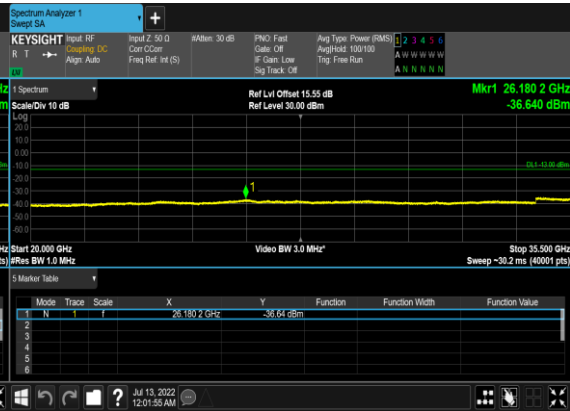 Spectrum Analyzer 1
Swept SA
+
KEYSIGHT Input: RF Input Z: 50 Ω #Atten: 30 dB PNO: Fast Avg Type: Power (RMS) 1 2 3 4 5 6
R T Coupling: DC Corr CCorr Gate: Off Avg|Hold: 100/100 A W W W W W
Align: Auto Freq Ref: Int (S) IF Gain: Low Trig: Free Run
Sig Track: Off A N N N N N
1 Spectrum Ref Lvl Offset 15.55 dB Mkr1 26.180 2 GHz
Scale/Div 10 dB Ref Level 30.00 dBm -36.640 dBm
Log
20.0
10.0
0.00
-10.0 DL1 -13.00 dBm
-20.0
-30.0 1
-40.0
-50.0
-60.0
Start 20.000 GHz Video BW 3.0 MHz* Stop 35.500 GHz
#Res BW 1.0 MHz Sweep ~30.2 ms (40001 pts)
5 Marker Table
Mode Trace Scale X Y Function Function Width Function Value
1 N 1 f 26.180 2 GHz -36.64 dBm
2
3
4
5
6
? Jul 13, 2022
12:01:55 AM